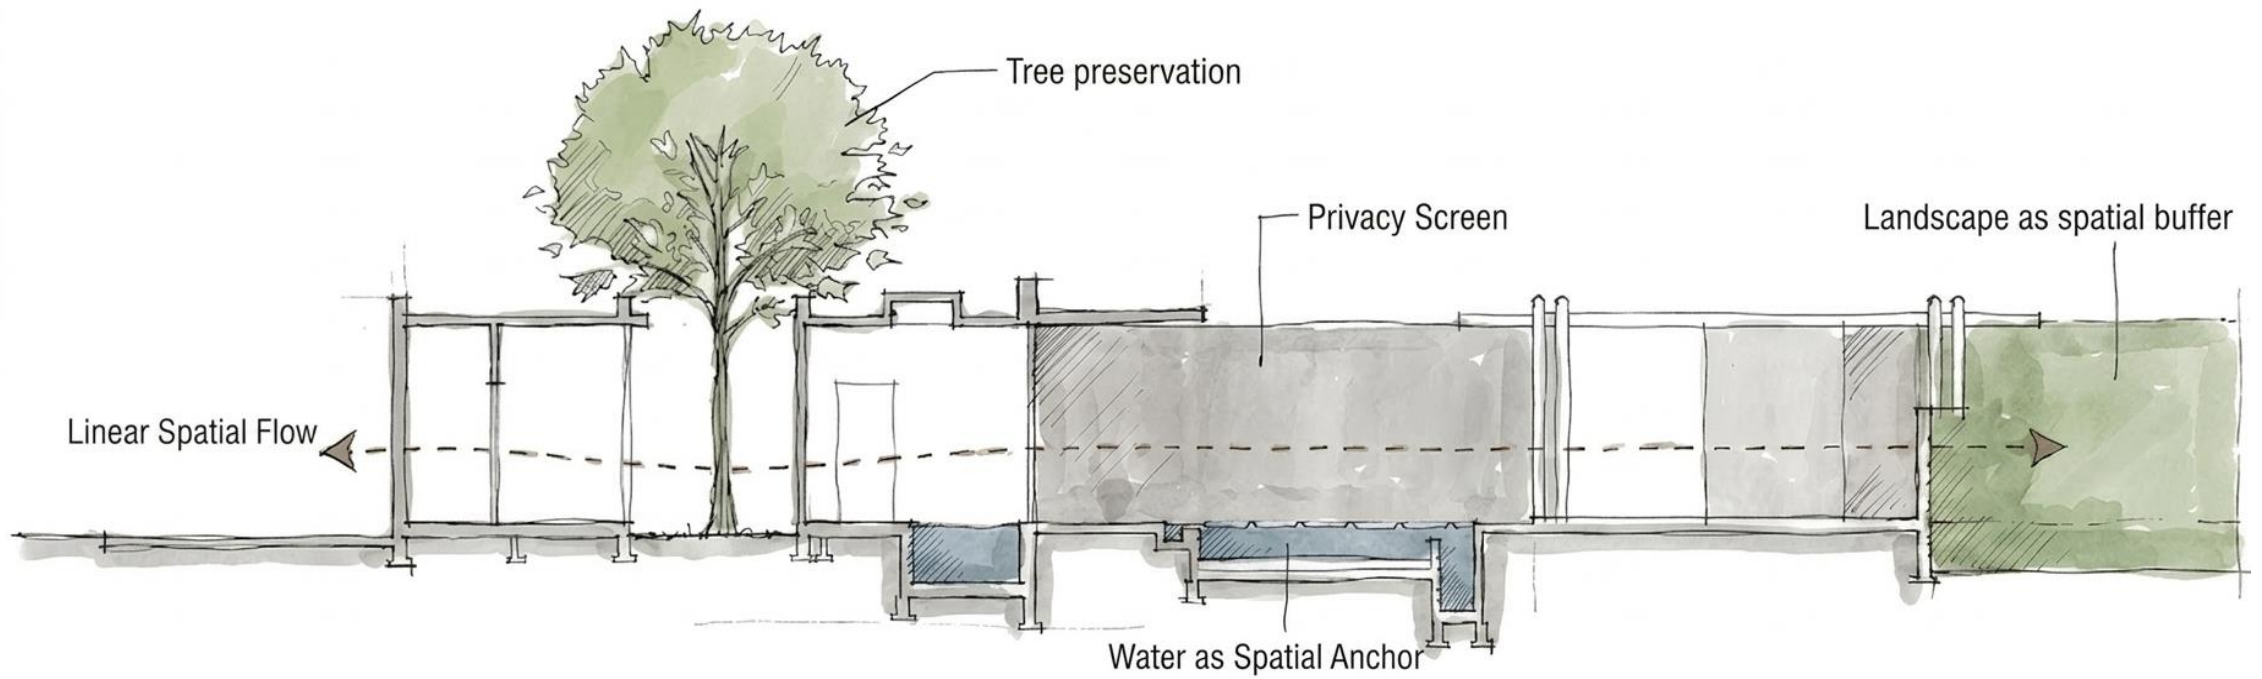 Tree preservation
Privacy Screen
Landscape as spatial buffer
Linear Spatial Flow
Water as Spatial Anchor